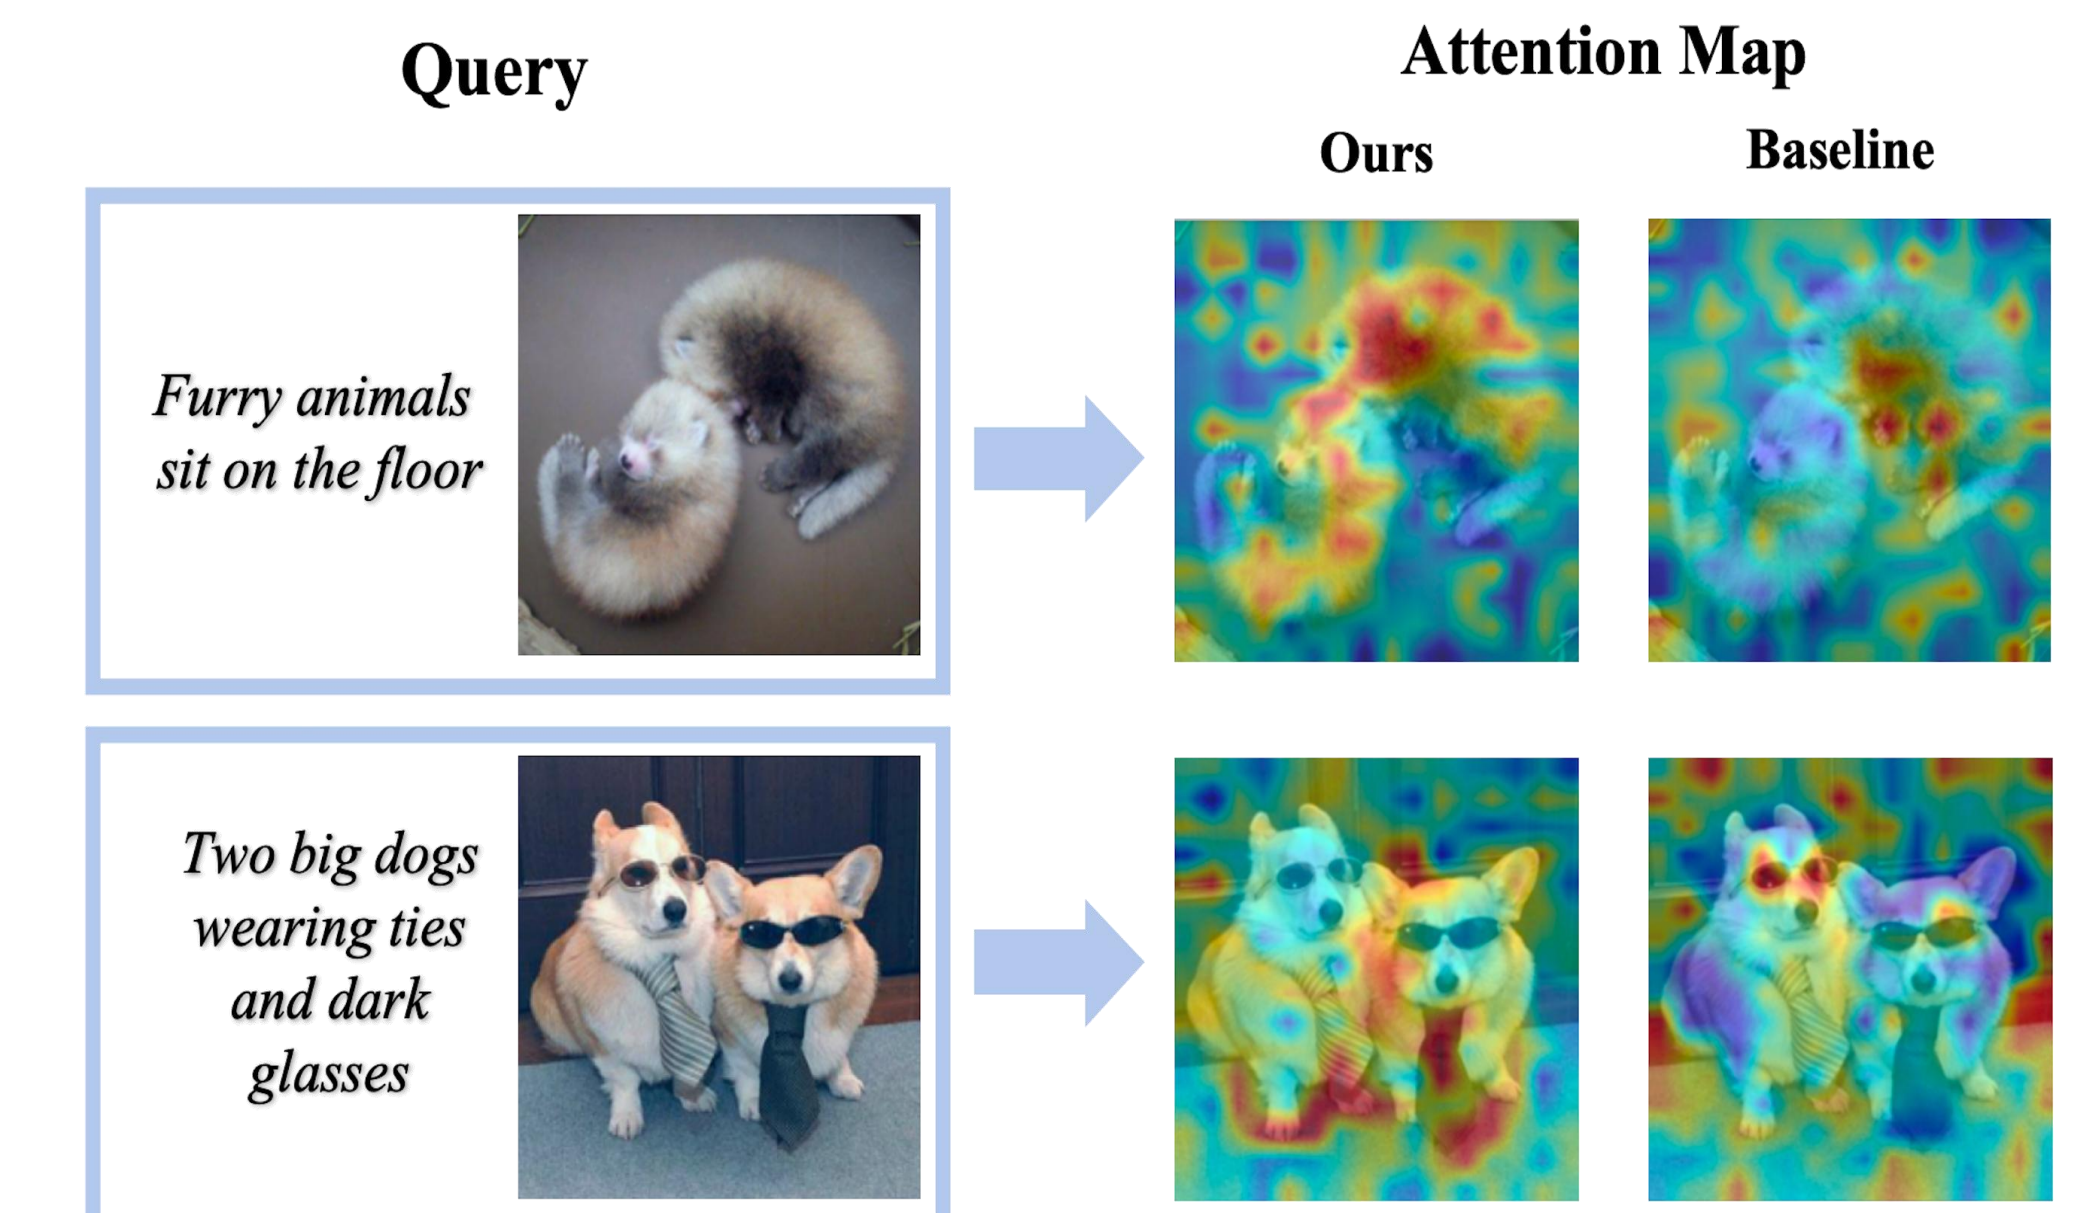 Query
Attention Map
Ours
Baseline
Furry animals
sit on the floor
Two big dogs
wearing ties
and dark
glasses